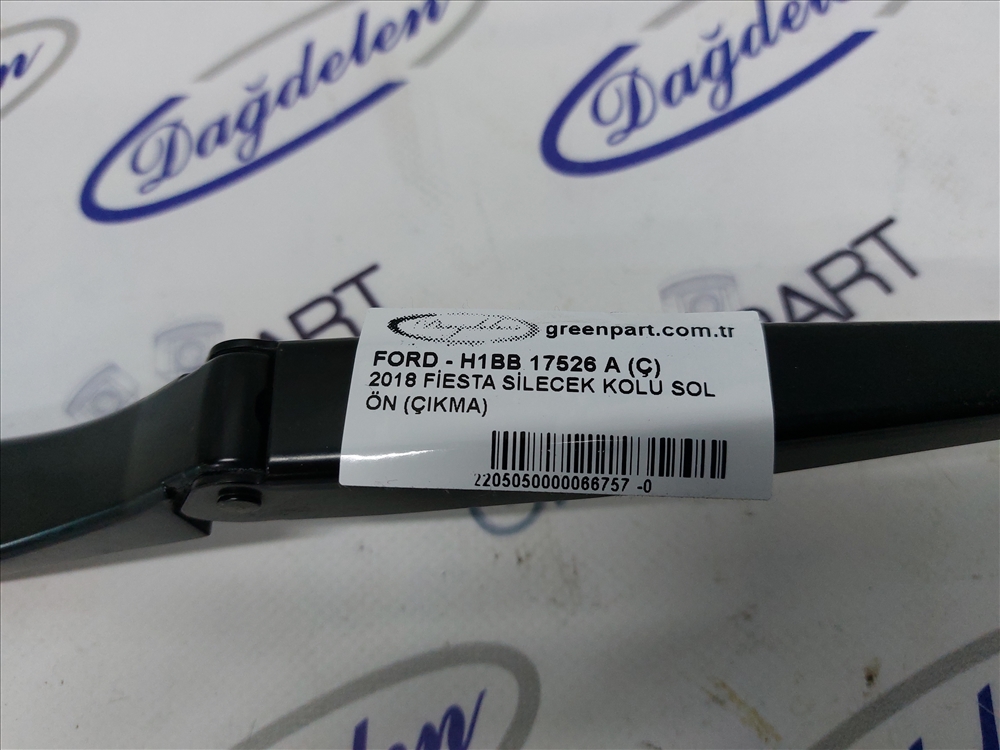 Dağdelen
Dağdelen
PART
PART
Dağdelen greenpart.com.tr
FORD - H1BB 17526 A (Ç)
2018 FİESTA SİLECEK KOLU SOL
ÖN (ÇIKMA)
2205050000066757 -0